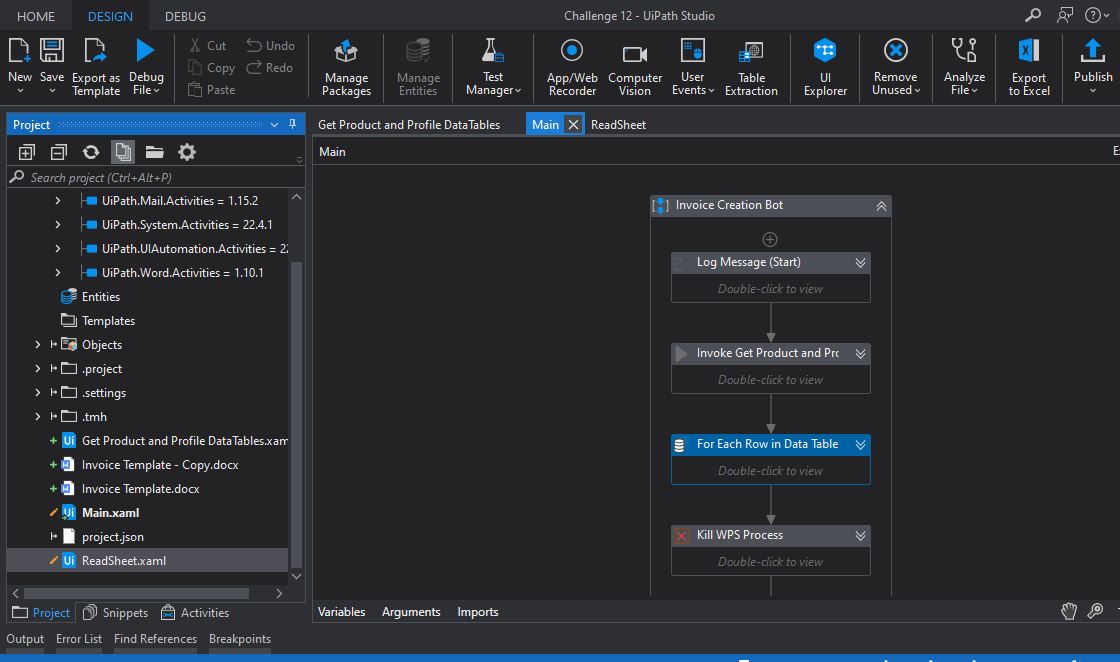 HOME DESIGN DEBUG Challenge 12 - UiPath Studio
New Save Export as Template Debug File
Cut Undo
Copy Redo
Paste
Manage Packages
Manage Entities
Test Manager
App/Web Recorder
Computer Vision
User Events
Table Extraction
UI Explorer
Remove Unused
Analyze File
Export to Excel
Publish
Project
Search project (Ctrl+Alt+P)
UiPath.Mail.Activities = 1.15.2
UiPath.System.Activities = 22.4.1
UiPath.UIAutomation.Activities = 22
UiPath.Word.Activities = 1.10.1
Entities
Templates
Objects
.project
.settings
.tmh
Get Product and Profile DataTables.xam
Invoice Template - Copy.docx
Invoice Template.docx
Main.xaml
project.json
ReadSheet.xaml
Project Snippets Activities
Output Error List Find References Breakpoints
Get Product and Profile DataTables Main ReadSheet
Main
Invoice Creation Bot
Log Message (Start)
Double-click to view
Invoke Get Product and Pro
Double-click to view
For Each Row in Data Table
Double-click to view
Kill WPS Process
Double-click to view
Variables Arguments Imports